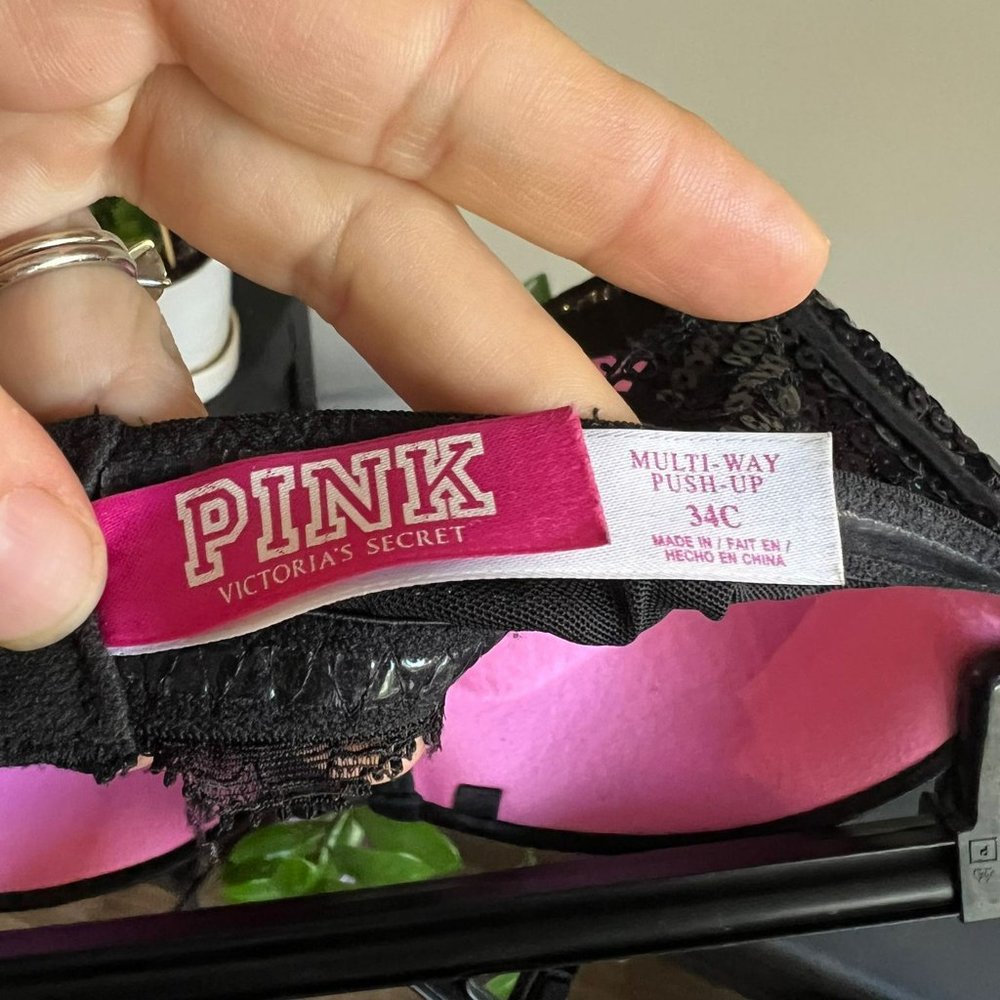 PINK
VICTORIA'S SECRET
MULTI-WAY
PUSH-UP
34C
MADE IN / FAIT EN /
HECHO EN CHINA
P